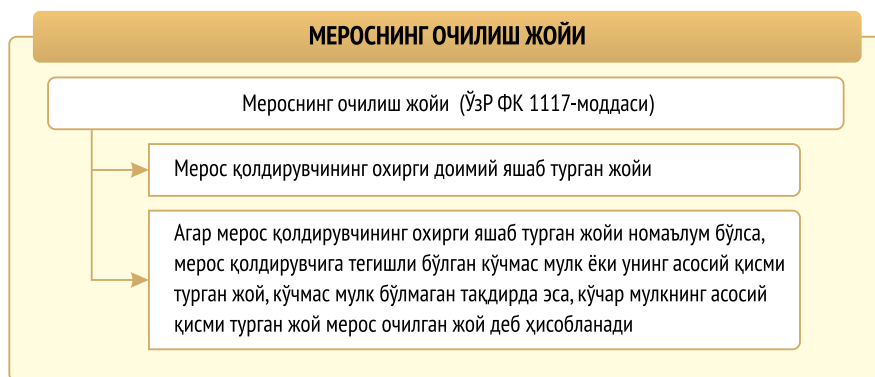 МЕРОСНИНГ ОЧИЛИШ ЖОЙИ
Мероснинг очилиш жойи (ЎзР ФК 1117-моддаси)
Мерос қолдирувчининг охирги доимий яшаб турган жойи
Агар мерос қолдирувчининг охирги яшаб турган жойи номаълум бўлса,
мерос қолдирувчига тегишли бўлган кўчмас мулк ёки унинг асосий қисми
турган жой, кўчмас мулк бўлмаган тақдирда эса, кўчар мулкнинг асосий
қисми турган жой мерос очилган жой деб ҳисобланади